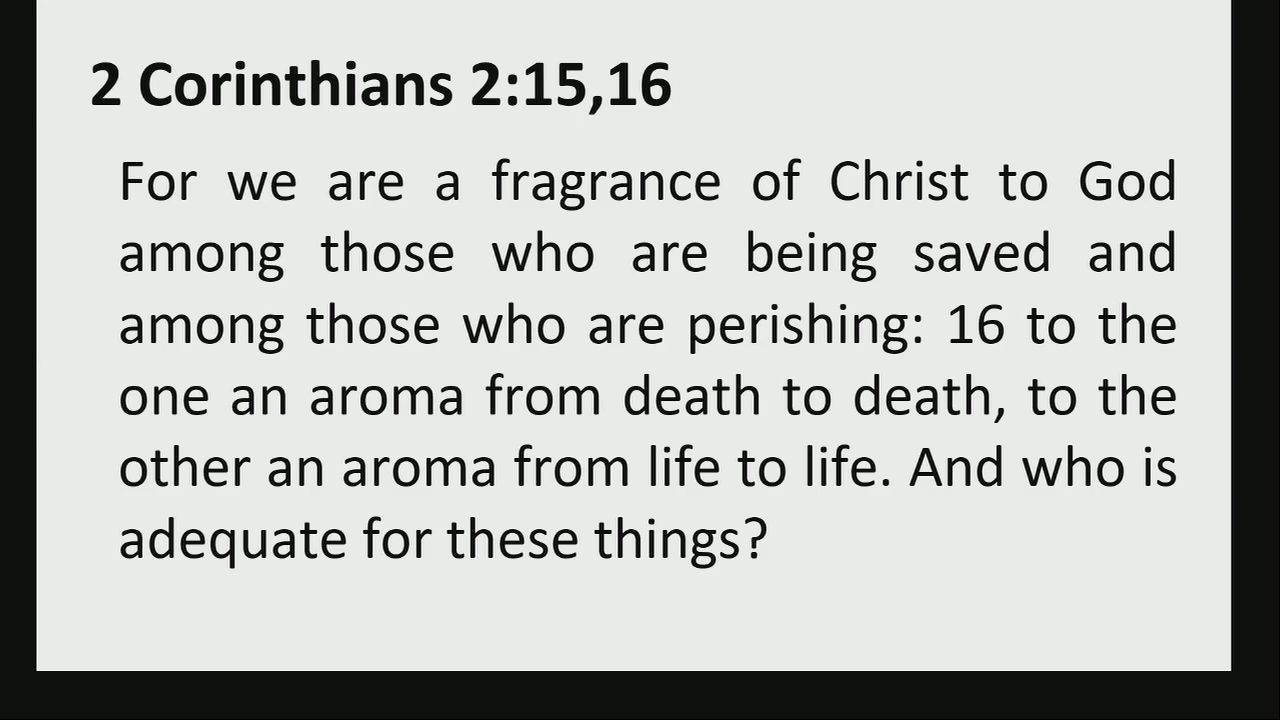 2 Corinthians 2:15,16
For we are a fragrance of Christ to God
among those who are being saved and
among those who are perishing: 16 to the
one an aroma from death to death, to the
other an aroma from life to life. And who is
adequate for these things?